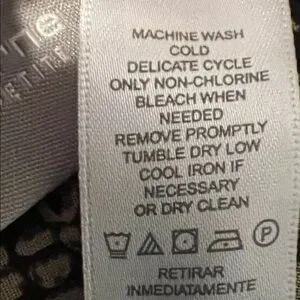 PETITE
MACHINE WASH
COLD
DELICATE CYCLE
ONLY NON-CHLORINE
BLEACH WHEN
NEEDED
REMOVE PROMPTLY
TUMBLE DRY LOW
COOL IRON IF
NECESSARY
OR DRY CLEAN
P
RETIRAR
INMEDIATAMENTE